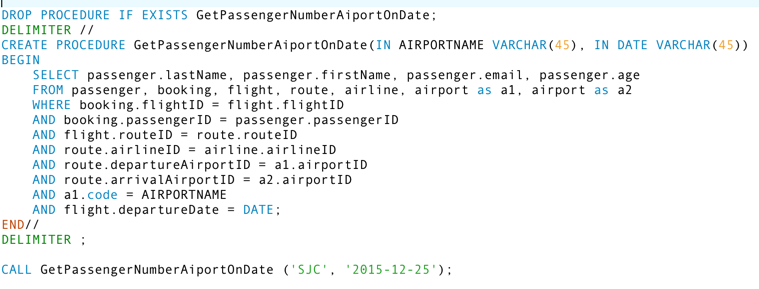 DROP PROCEDURE IF EXISTS GetPassengerNumberAiportOnDate;
DELIMITER //
CREATE PROCEDURE GetPassengerNumberAiportOnDate(IN AIRPORTNAME VARCHAR(45), IN DATE VARCHAR(45))
BEGIN
    SELECT passenger.lastName, passenger.firstName, passenger.email, passenger.age
    FROM passenger, booking, flight, route, airline, airport as a1, airport as a2
    WHERE booking.flightID = flight.flightID
    AND booking.passengerID = passenger.passengerID
    AND flight.routeID = route.routeID
    AND route.airlineID = airline.airlineID
    AND route.departureAirportID = a1.airportID
    AND route.arrivalAirportID = a2.airportID
    AND a1.code = AIRPORTNAME
    AND flight.departureDate = DATE;
END//
DELIMITER ;

CALL GetPassengerNumberAiportOnDate ('SJC', '2015-12-25');